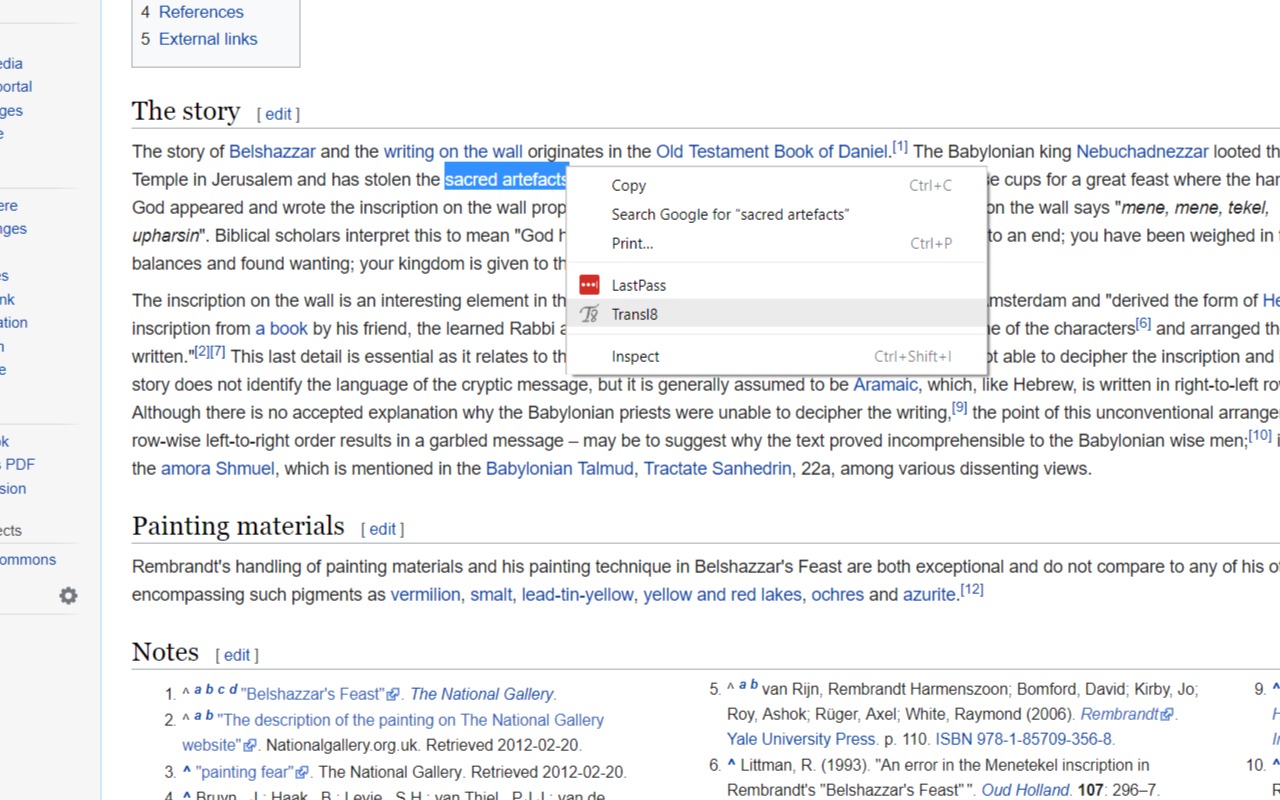 4 References
5 External links
edia
portal
ges
e
ere
nges
s
nk
ation
n
e
k
s PDF
sion
ects
ommons
The story [ edit ]
The story of Belshazzar and the writing on the wall originates in the Old Testament Book of Daniel.[1] The Babylonian king Nebuchadnezzar looted th
Temple in Jerusalem and has stolen the sacred artefacts se cups for a great feast where the han
God appeared and wrote the inscription on the wall prop on the wall says "mene, mene, tekel,
upharsin". Biblical scholars interpret this to mean "God h to an end; you have been weighed in t
balances and found wanting; your kingdom is given to th
Copy Ctrl+C
Search Google for “sacred artefacts”
Print... Ctrl+P
LastPass
Transl8
Inspect Ctrl+Shift+I
The inscription on the wall is an interesting element in th msterdam and "derived the form of He
inscription from a book by his friend, the learned Rabbi a e of the characters[6] and arranged th
written."[2][7] This last detail is essential as it relates to th ot able to decipher the inscription and
story does not identify the language of the cryptic message, but it is generally assumed to be Aramaic, which, like Hebrew, is written in right-to-left ro
Although there is no accepted explanation why the Babylonian priests were unable to decipher the writing,[9] the point of this unconventional arrange
row-wise left-to-right order results in a garbled message – may be to suggest why the text proved incomprehensible to the Babylonian wise men;[10] i
the amora Shmuel, which is mentioned in the Babylonian Talmud, Tractate Sanhedrin, 22a, among various dissenting views.
Painting materials [ edit ]
Rembrandt's handling of painting materials and his painting technique in Belshazzar's Feast are both exceptional and do not compare to any of his o
encompassing such pigments as vermilion, smalt, lead-tin-yellow, yellow and red lakes, ochres and azurite.[12]
Notes [ edit ]
1. ^ a b c d "Belshazzar's Feast". The National Gallery.
2. ^ a b "The description of the painting on The National Gallery
website". Nationalgallery.org.uk. Retrieved 2012-02-20.
3. ^ "painting fear". The National Gallery. Retrieved 2012-02-20.
4. ^ Bruyn, J.; Haak, B.; Levie, S.H.; van Thiel, P.J.J.; van de
5. ^ a b van Rijn, Rembrandt Harmenszoon; Bomford, David; Kirby, Jo;
Roy, Ashok; Rüger, Axel; White, Raymond (2006). Rembrandt.
Yale University Press. p. 110. ISBN 978-1-85709-356-8.
6. ^ Littman, R. (1993). "An error in the Menetekel inscription in
Rembrandt's "Belshazzar's Feast" ". Oud Holland. 107: 296–7.
9. ^
10. ^